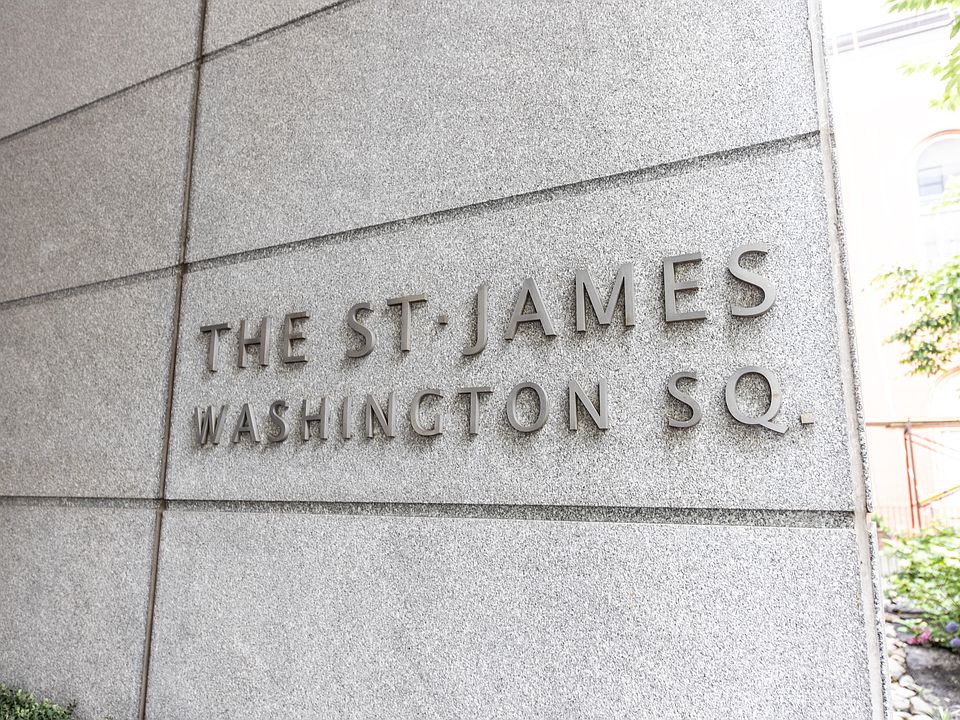 THE ST·JAMES
WASHINGTON SQ.